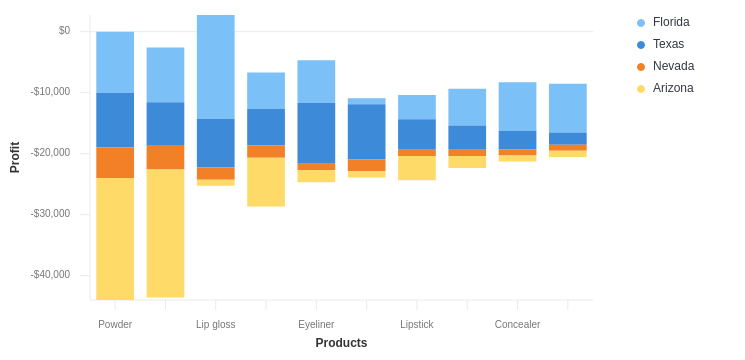 $0
-$10,000
-$20,000
-$30,000
-$40,000
Profit
Powder
Lip gloss
Eyeliner
Lipstick
Concealer
Products
Florida
Texas
Nevada
Arizona